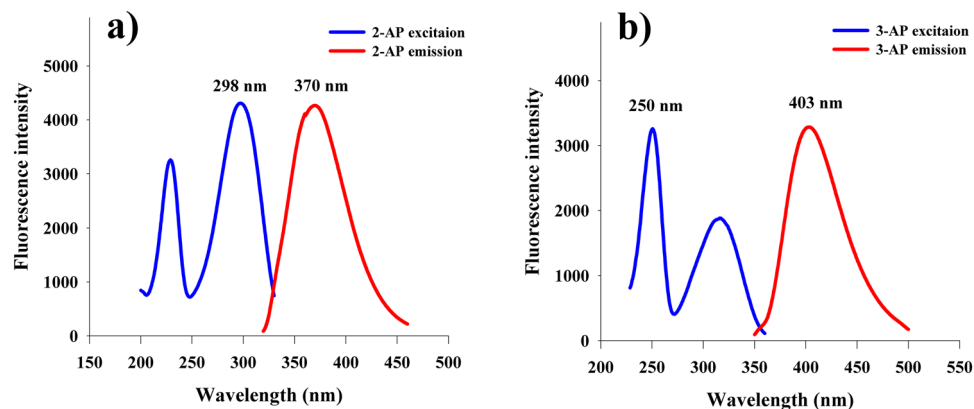 a)
2-AP excitaion
2-AP emission
298 nm 370 nm
5000
4000
3000
2000
1000
0
150 200 250 300 350 400 450 500
Fluorescence intensity
Wavelength (nm)
b)
3-AP excitaion
3-AP emission
250 nm 403 nm
4000
3000
2000
1000
0
200 250 300 350 400 450 500 550
Fluorescence intensity
Wavelength (nm)